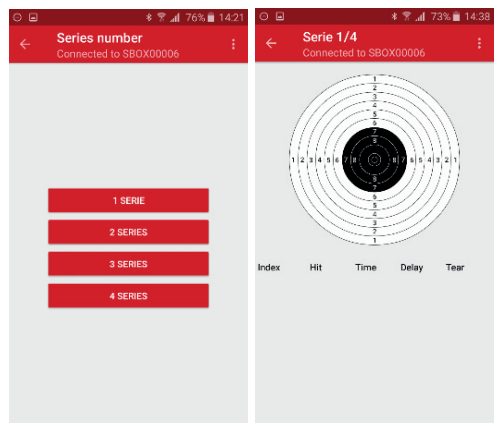 76% 14:21
Series number
Connected to SBOX00006
1 SERIE
2 SERIES
3 SERIES
4 SERIES
73% 14:38
Serie 1/4
Connected to SBOX00006
1
2
3
4
5
6
7
8
1 2 3 4 5 6 7 8 8 7 6 5 4 3 2 1
8
7
6
5
4
3
2
1
Index Hit Time Delay Tear